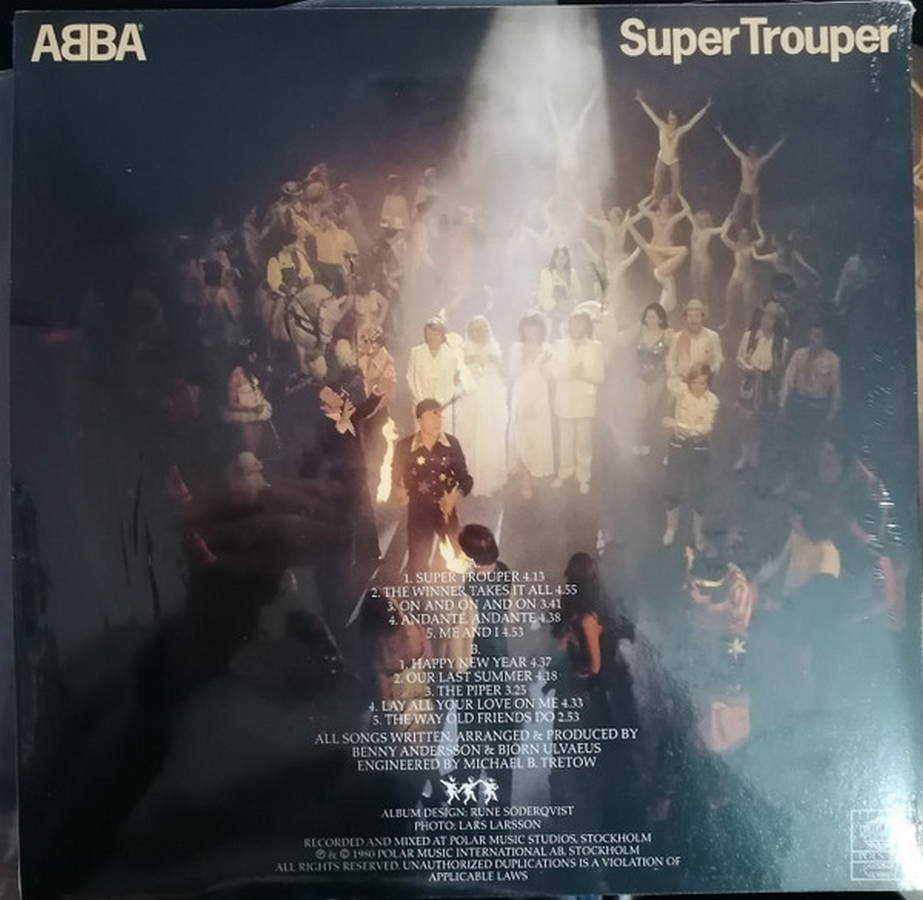 ABBA
Super Trouper
A.
1. SUPER TROUPER 4.13
2. THE WINNER TAKES IT ALL 4.55
3. ON AND ON AND ON 3.41
4. ANDANTE, ANDANTE 4.38
5. ME AND I 4.53
B.
1. HAPPY NEW YEAR 4.37
2. OUR LAST SUMMER 4.18
3. THE PIPER 3.25
4. LAY ALL YOUR LOVE ON ME 4.33
5. THE WAY OLD FRIENDS DO 2.53
ALL SONGS WRITTEN, ARRANGED & PRODUCED BY
BENNY ANDERSSON & BJÖRN ULVAEUS
ENGINEERED BY MICHAEL B. TRETOW
ALBUM DESIGN: RUNE SÖDERQVIST
PHOTO: LARS LARSSON
RECORDED AND MIXED AT POLAR MUSIC STUDIOS, STOCKHOLM
℗ & © 1980 POLAR MUSIC INTERNATIONAL AB, STOCKHOLM
ALL RIGHTS RESERVED. UNAUTHORIZED DUPLICATIONS IS A VIOLATION OF
APPLICABLE LAWS